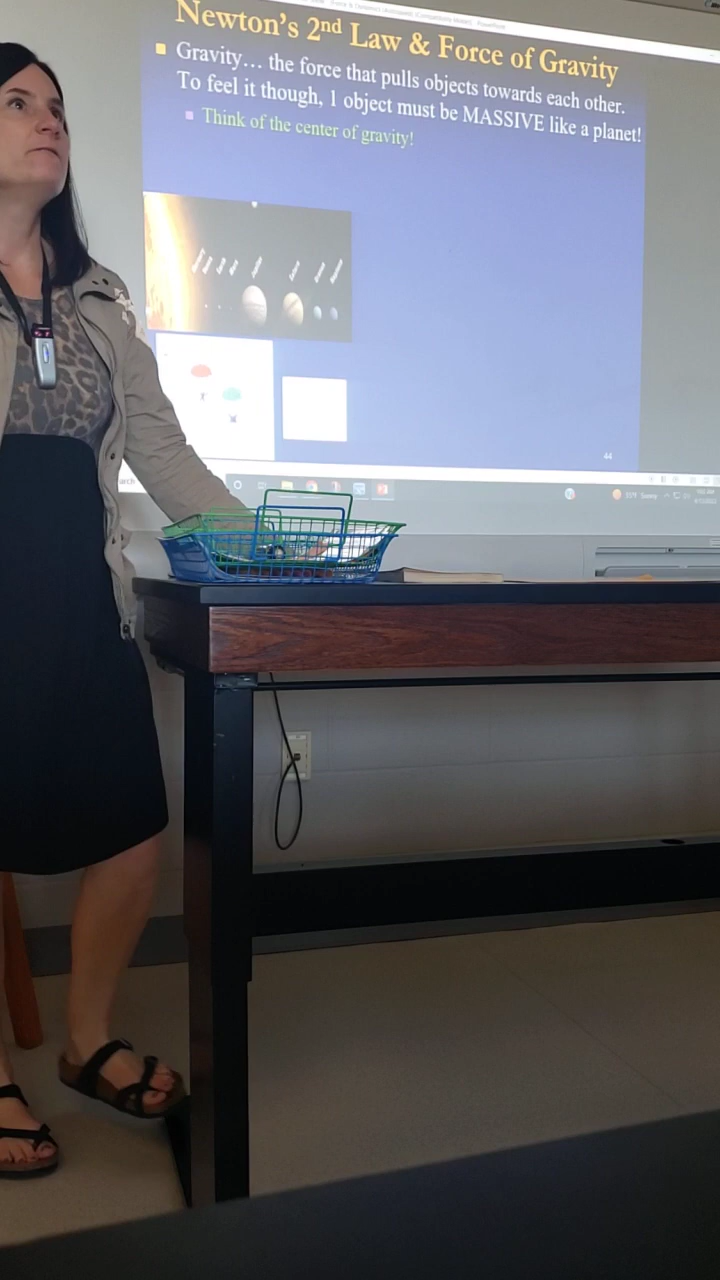 Newton's 2nd Law & Force of Gravity
Gravity... the force that pulls objects towards each other.
To feel it though, 1 object must be MASSIVE like a planet!
Think of the center of gravity!
44